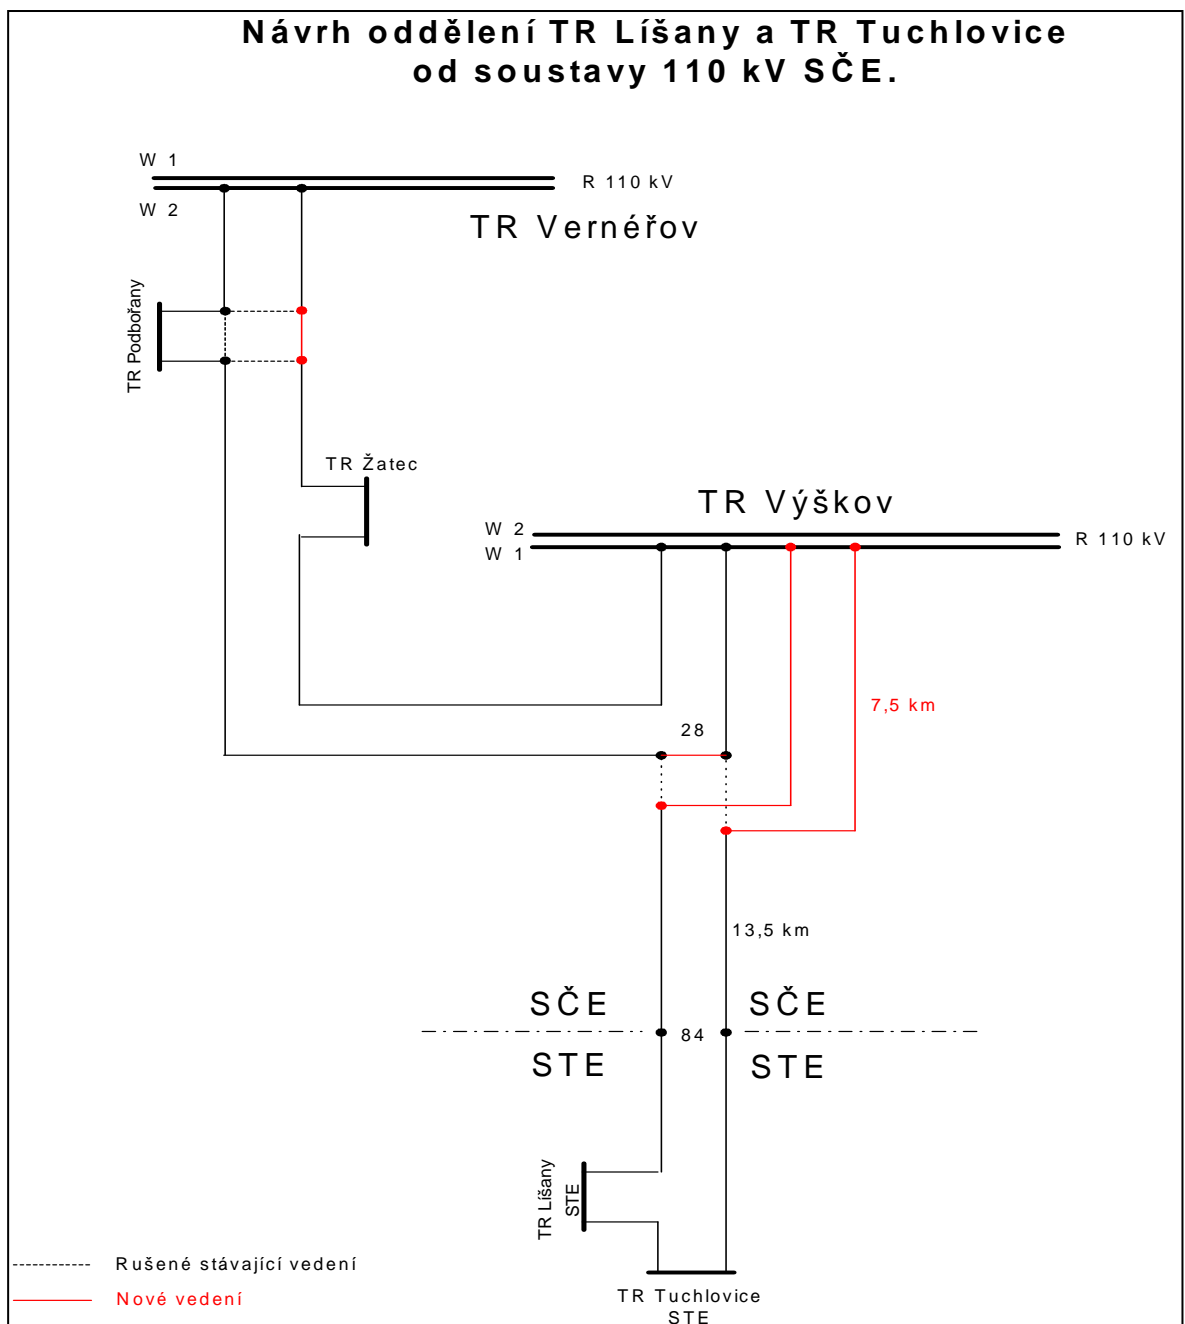 Návrh oddělení TR Líšany a TR Tuchlovice
od soustavy 110 kV SČE.
W 1
R 110 kV
W 2
TR Vernéřov
TR Podbořany
TR Žatec
TR Výškov
W 2
W 1
R 110 kV
7,5 km
28
13,5 km
SČE
SČE
84
STE
STE
TR Líšany
STE
Rušené stávající vedení
Nové vedení
TR Tuchlovice
STE